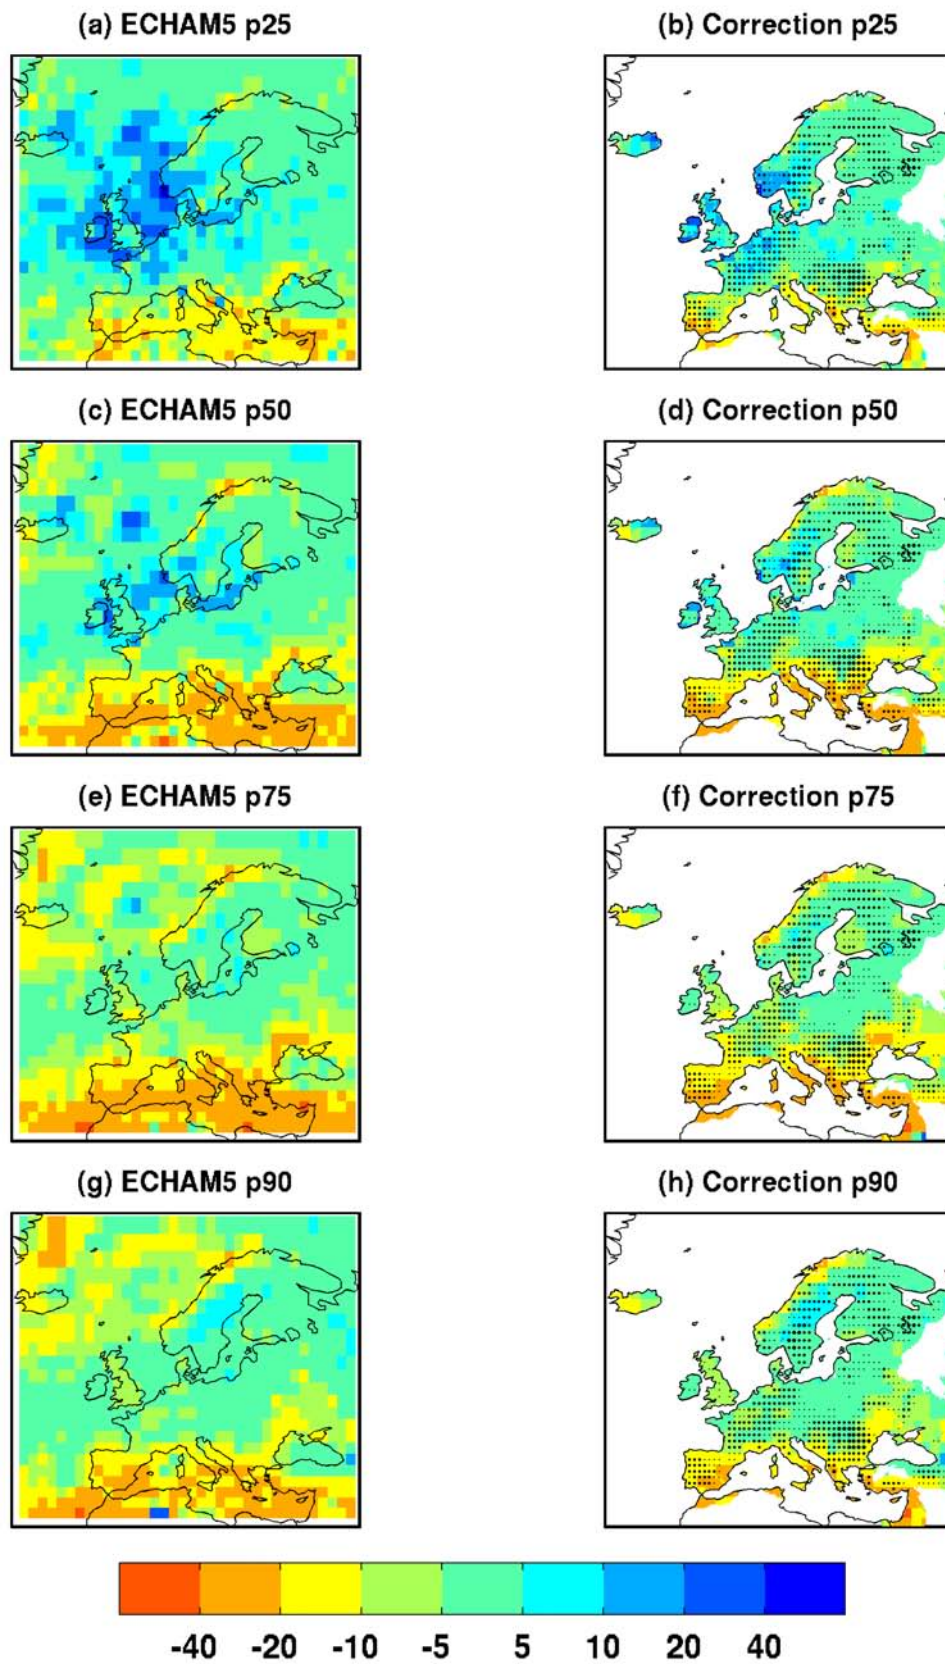 (a) ECHAM5 p25
(b) Correction p25
(c) ECHAM5 p50
(d) Correction p50
(e) ECHAM5 p75
(f) Correction p75
(g) ECHAM5 p90
(h) Correction p90
-40 -20 -10 -5 5 10 20 40